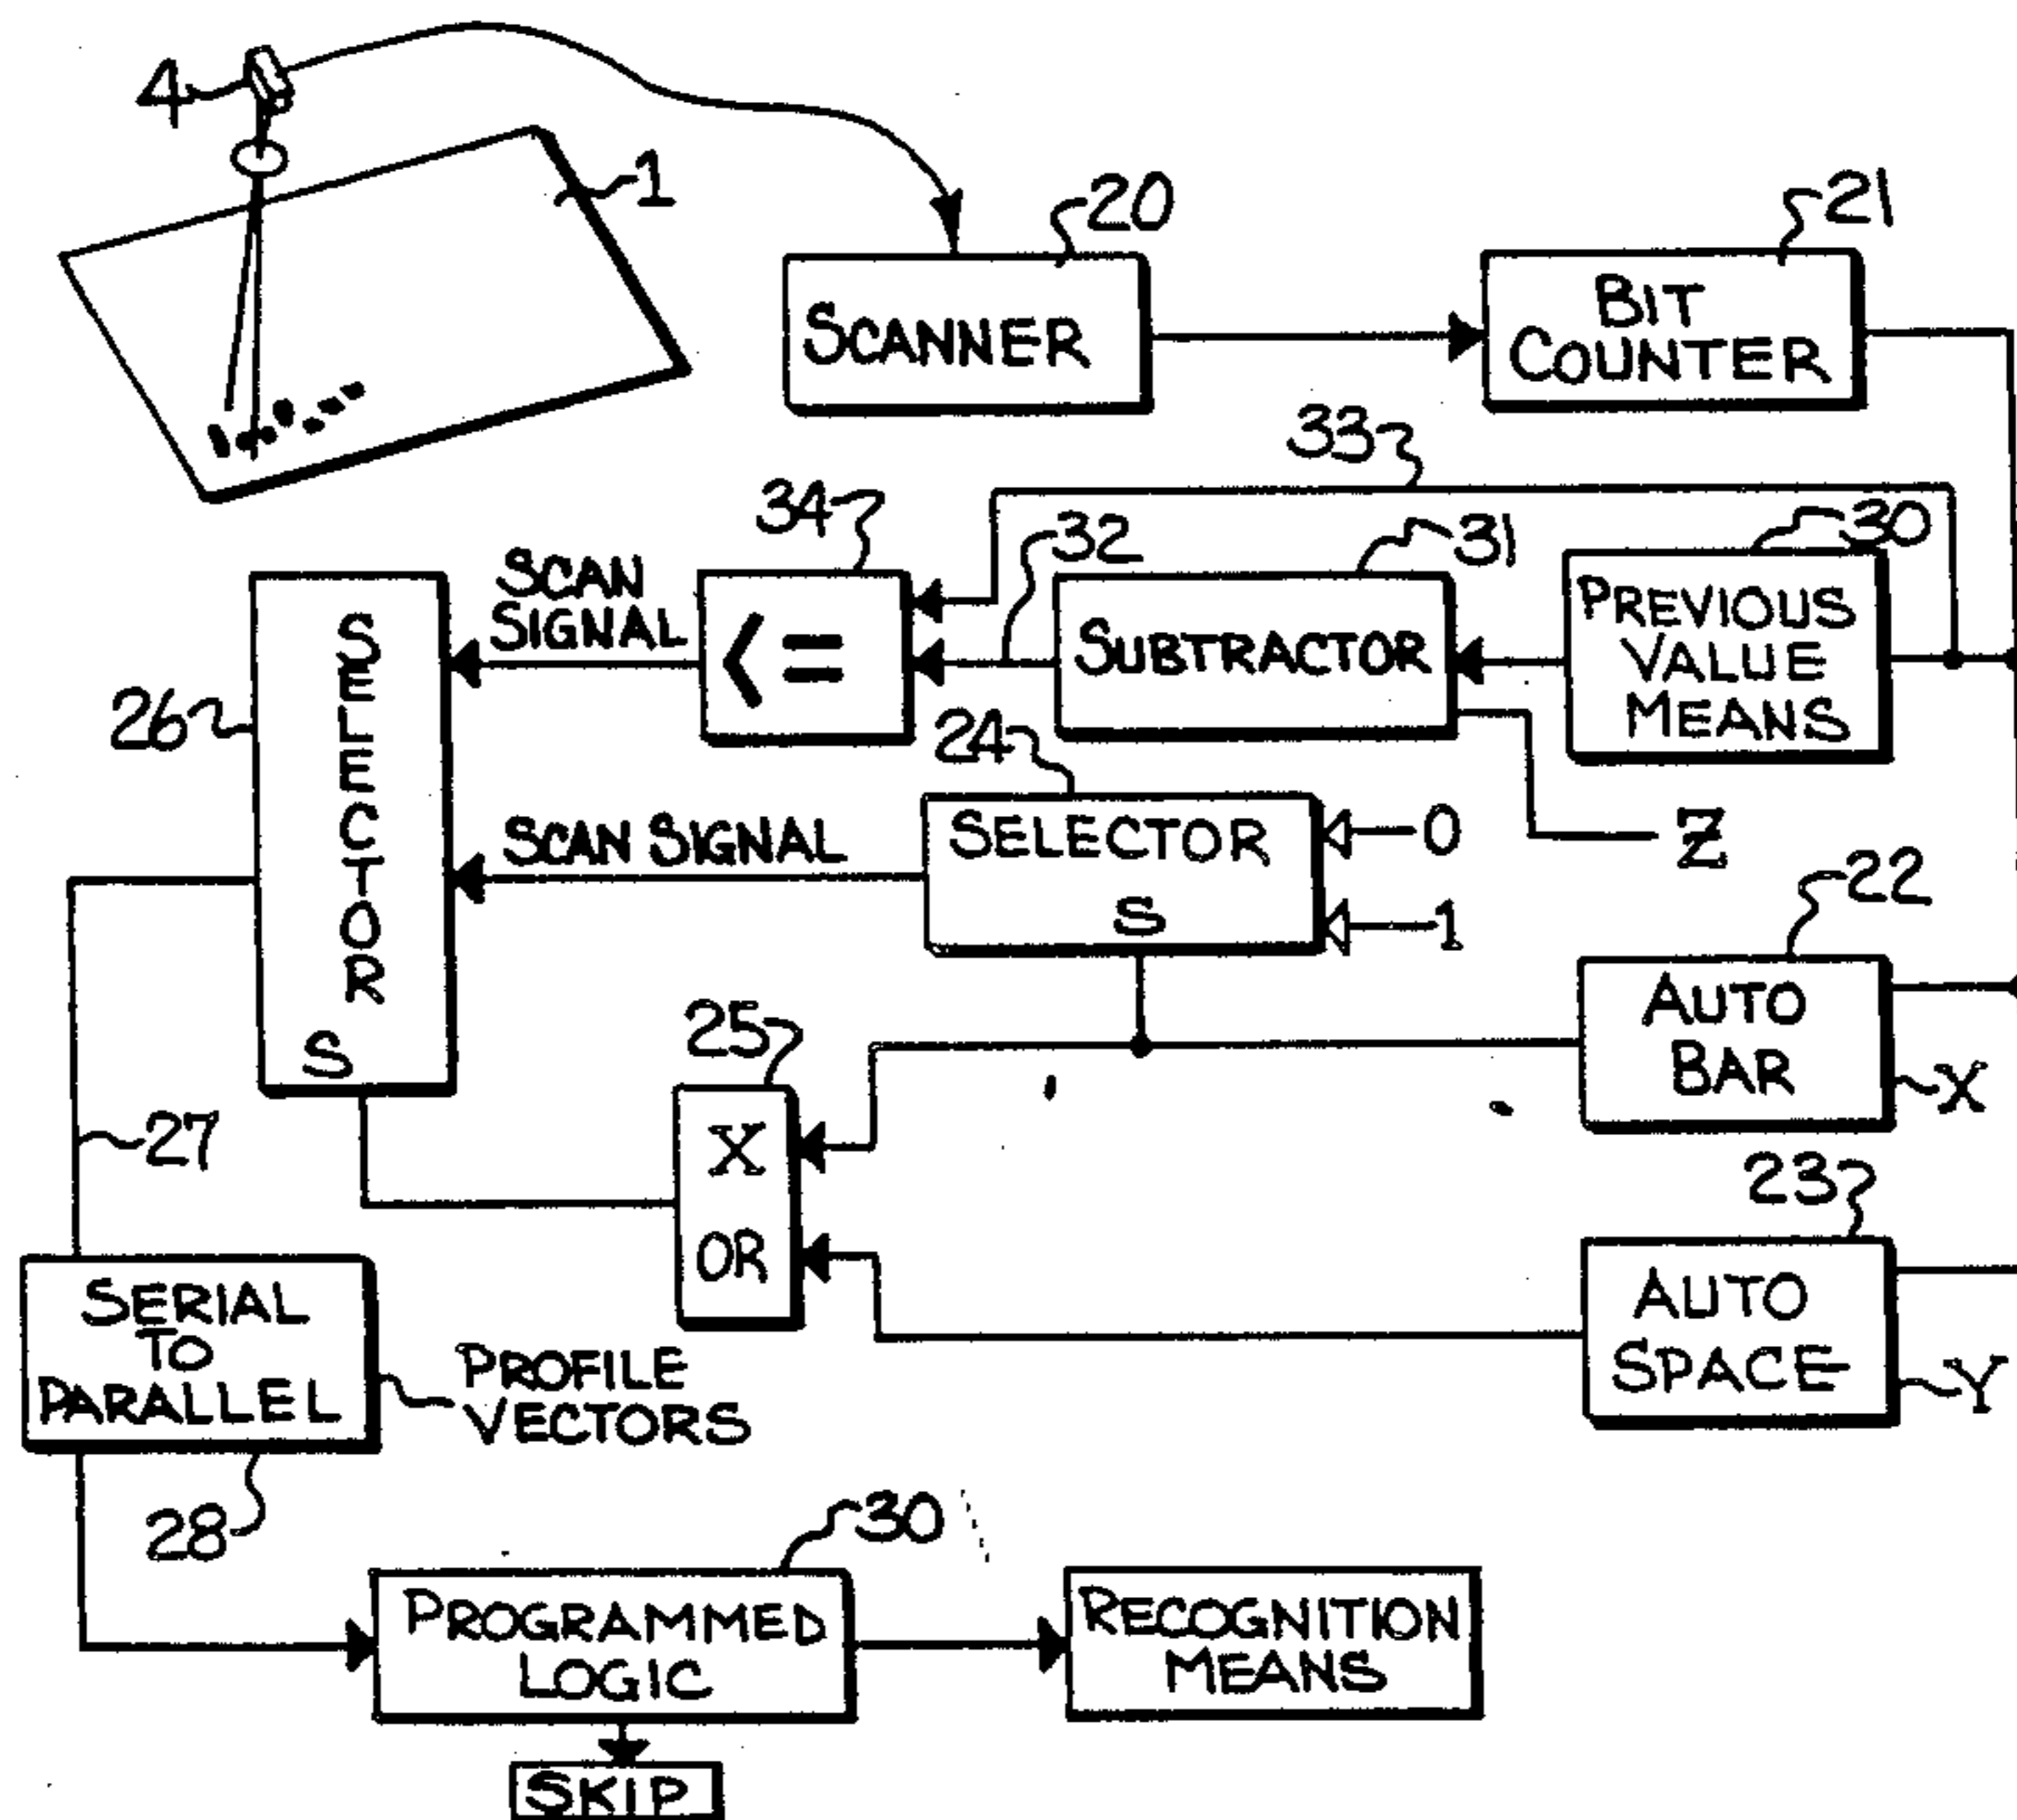 4
1
20
21
SCANNER
BIT
COUNTER
33
34
32
31
30
SCAN
SIGNAL
<=
SUBTRACTOR
PREVIOUS
VALUE
MEANS
SELECTOR
S
26
24
Z
SCAN SIGNAL
SELECTOR
S
0
1
22
AUTO
BAR
X
25
X
OR
27
23
AUTO
SPACE
Y
SERIAL
TO
PARALLEL
PROFILE
VECTORS
28
30
PROGRAMMED
LOGIC
RECOGNITION
MEANS
SKIP